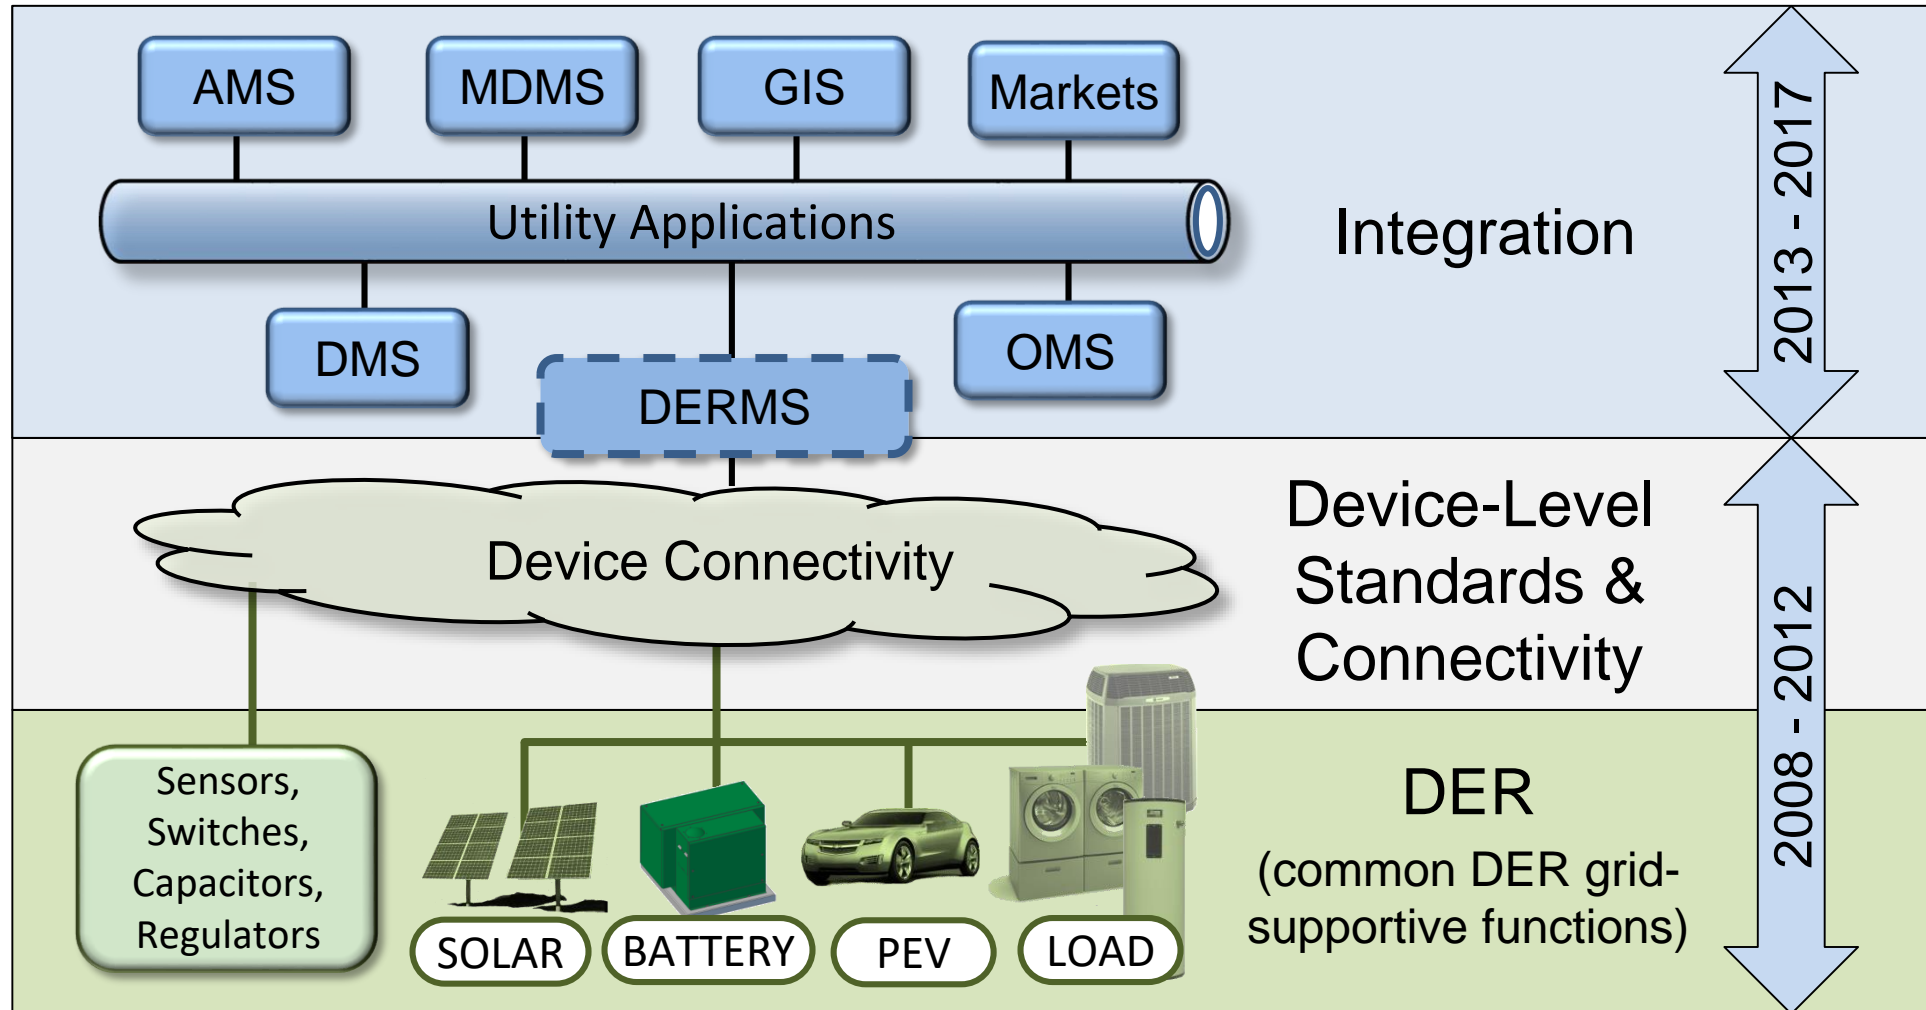 AMS
MDMS
GIS
Markets
Utility Applications
Integration
2013 - 2017
DMS
DERMS
OMS
Device Connectivity
Device-Level
Standards &
Connectivity
2008 - 2012
Sensors,
Switches,
Capacitors,
Regulators
SOLAR
BATTERY
PEV
LOAD
DER
(common DER grid-
supportive functions)